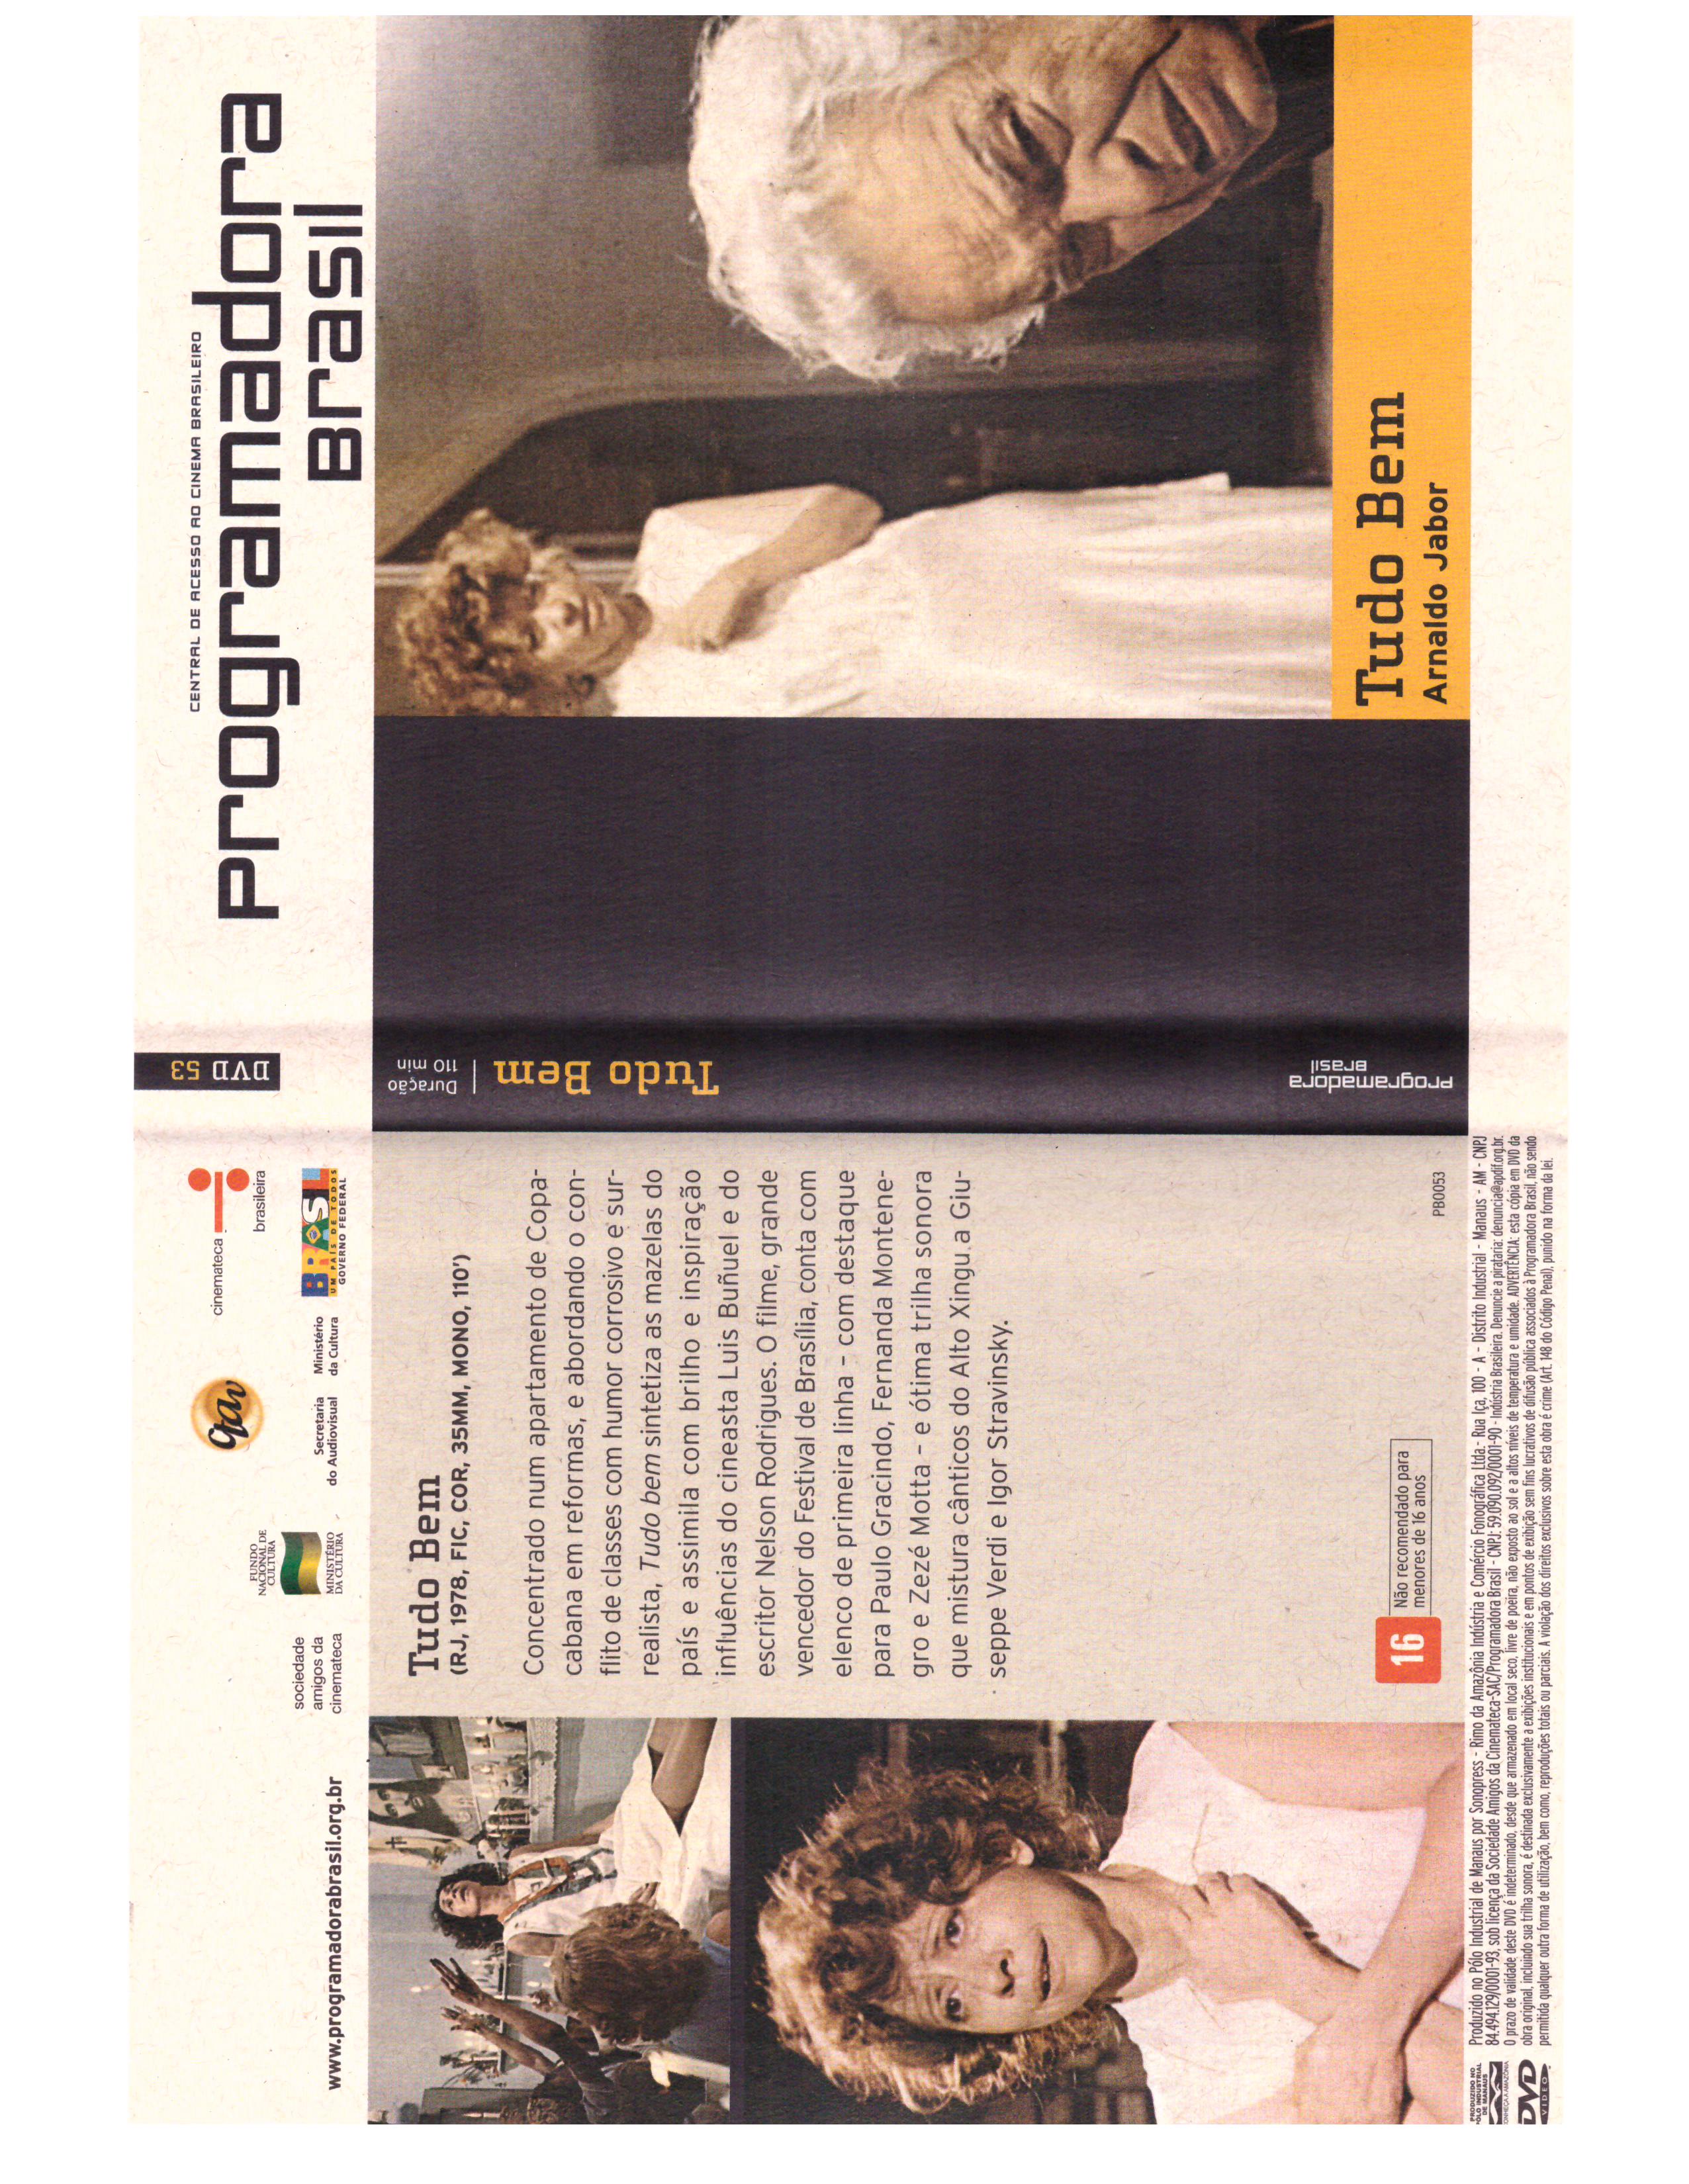 www.programadorabrasil.org.br
sociedade
amigos da
cinemateca
FUNDO
NACIONAL DE
CULTURA
MINISTÉRIO
DA CULTURA
qav
Secretaria
do Audiovisual
Ministério
da Cultura
cinemateca
brasileira
BRASIL
UM PAÍS DE TODOS
GOVERNO FEDERAL
Tudo Bem
(RJ, 1978, FIC, COR, 35MM, MONO, 110')
Concentrado num apartamento de Copa-
cabana em reformas, e abordando o con-
flito de classes com humor corrosivo e sur-
realista, Tudo bem sintetiza as mazelas do
país e assimila com brilho e inspiração
influências do cineasta Luis Buñuel e do
escritor Nelson Rodrigues. O filme, grande
vencedor do Festival de Brasília, conta com
elenco de primeira linha – com destaque
para Paulo Gracindo, Fernanda Montene-
gro e Zezé Motta – e ótima trilha sonora
que mistura cânticos do Alto Xingu a Giu-
seppe Verdi e Igor Stravinsky.
16
Não recomendado para
menores de 16 anos
PB0053
PRODUZIDO NO
PÓLO INDUSTRIAL
DE MANAUS
CONHEÇA A AMAZÔNIA
DVD
VIDEO
Produzido no Pólo Industrial de Manaus por Sonopress - Rimo da Amazônia Indústria e Comércio Fonográfica Ltda.- Rua Iça, 100 - A - Distrito Industrial - Manaus - AM - CNPJ
84.494.129/0001-93, sob licença da Sociedade Amigos da Cinemateca-SAC/Programadora Brasil - CNPJ: 59.090.092/0001-90 - Indústria Brasileira. Denuncie a pirataria: denuncia@apdif.org.br.
O prazo de validade deste DVD é indeterminado, desde que armazenado em local seco, livre de poeira, não exposto ao sol e a altos níveis de temperatura e umidade. ADVERTÊNCIA: esta cópia em DVD da
obra original, incluindo sua trilha sonora, é destinada exclusivamente a exibições institucionais e em pontos de exibição sem fins lucrativos de difusão pública associados à Programadora Brasil, não sendo
permitida qualquer outra forma de utilização, bem como, reproduções totais ou parciais. A violação dos direitos exclusivos sobre esta obra é crime (Art. 148 do Código Penal), punido na forma da lei.
DVD 53
Tudo Bem
Duração
110 min
programadora
Brasil
CENTRAL DE ACESSO AO CINEMA BRASILEIRO
programadora
Brasil
Tudo Bem
Arnaldo Jabor